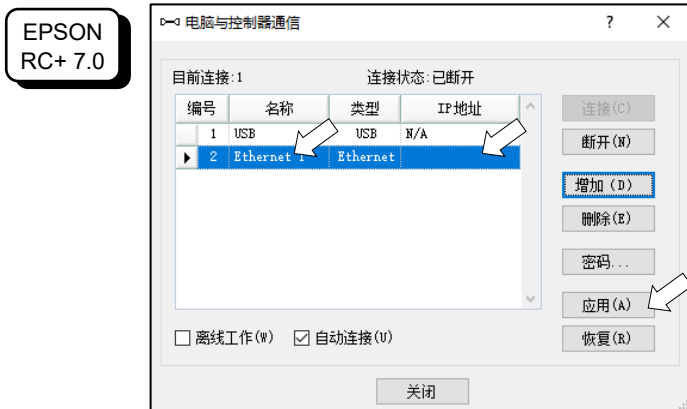 EPSON
RC+ 7.0
电脑与控制器通信
?
目前连接:1 连接状态:已断开
编号 名称 类型 IP地址
1 USB USB N/A
2 Ethernet 1 Ethernet
连接(C)
断开(N)
增加 (D)
删除(E)
密码...
应用(A)
恢复(R)
离线工作(W) 自动连接(U)
关闭